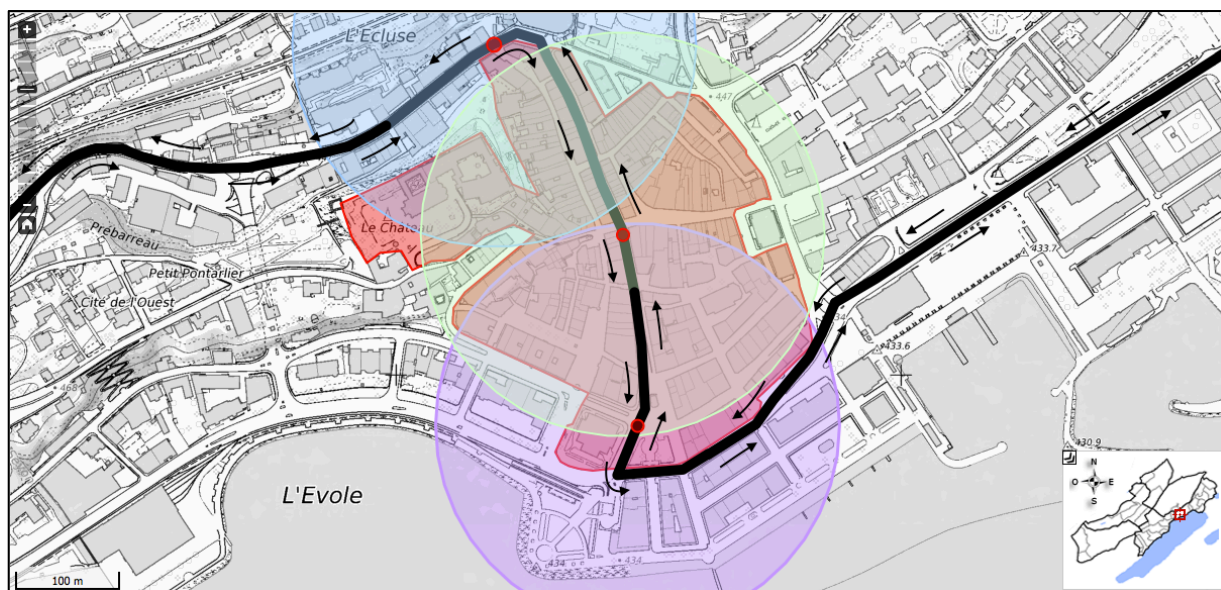 L'Ecluse
447
Le Chateau
Prébarreau
Petit Pontarlier
Cité de l'Ouest
433.7
433.6
468
430.9
L'Evole
N
O E
S
434
434
100 m